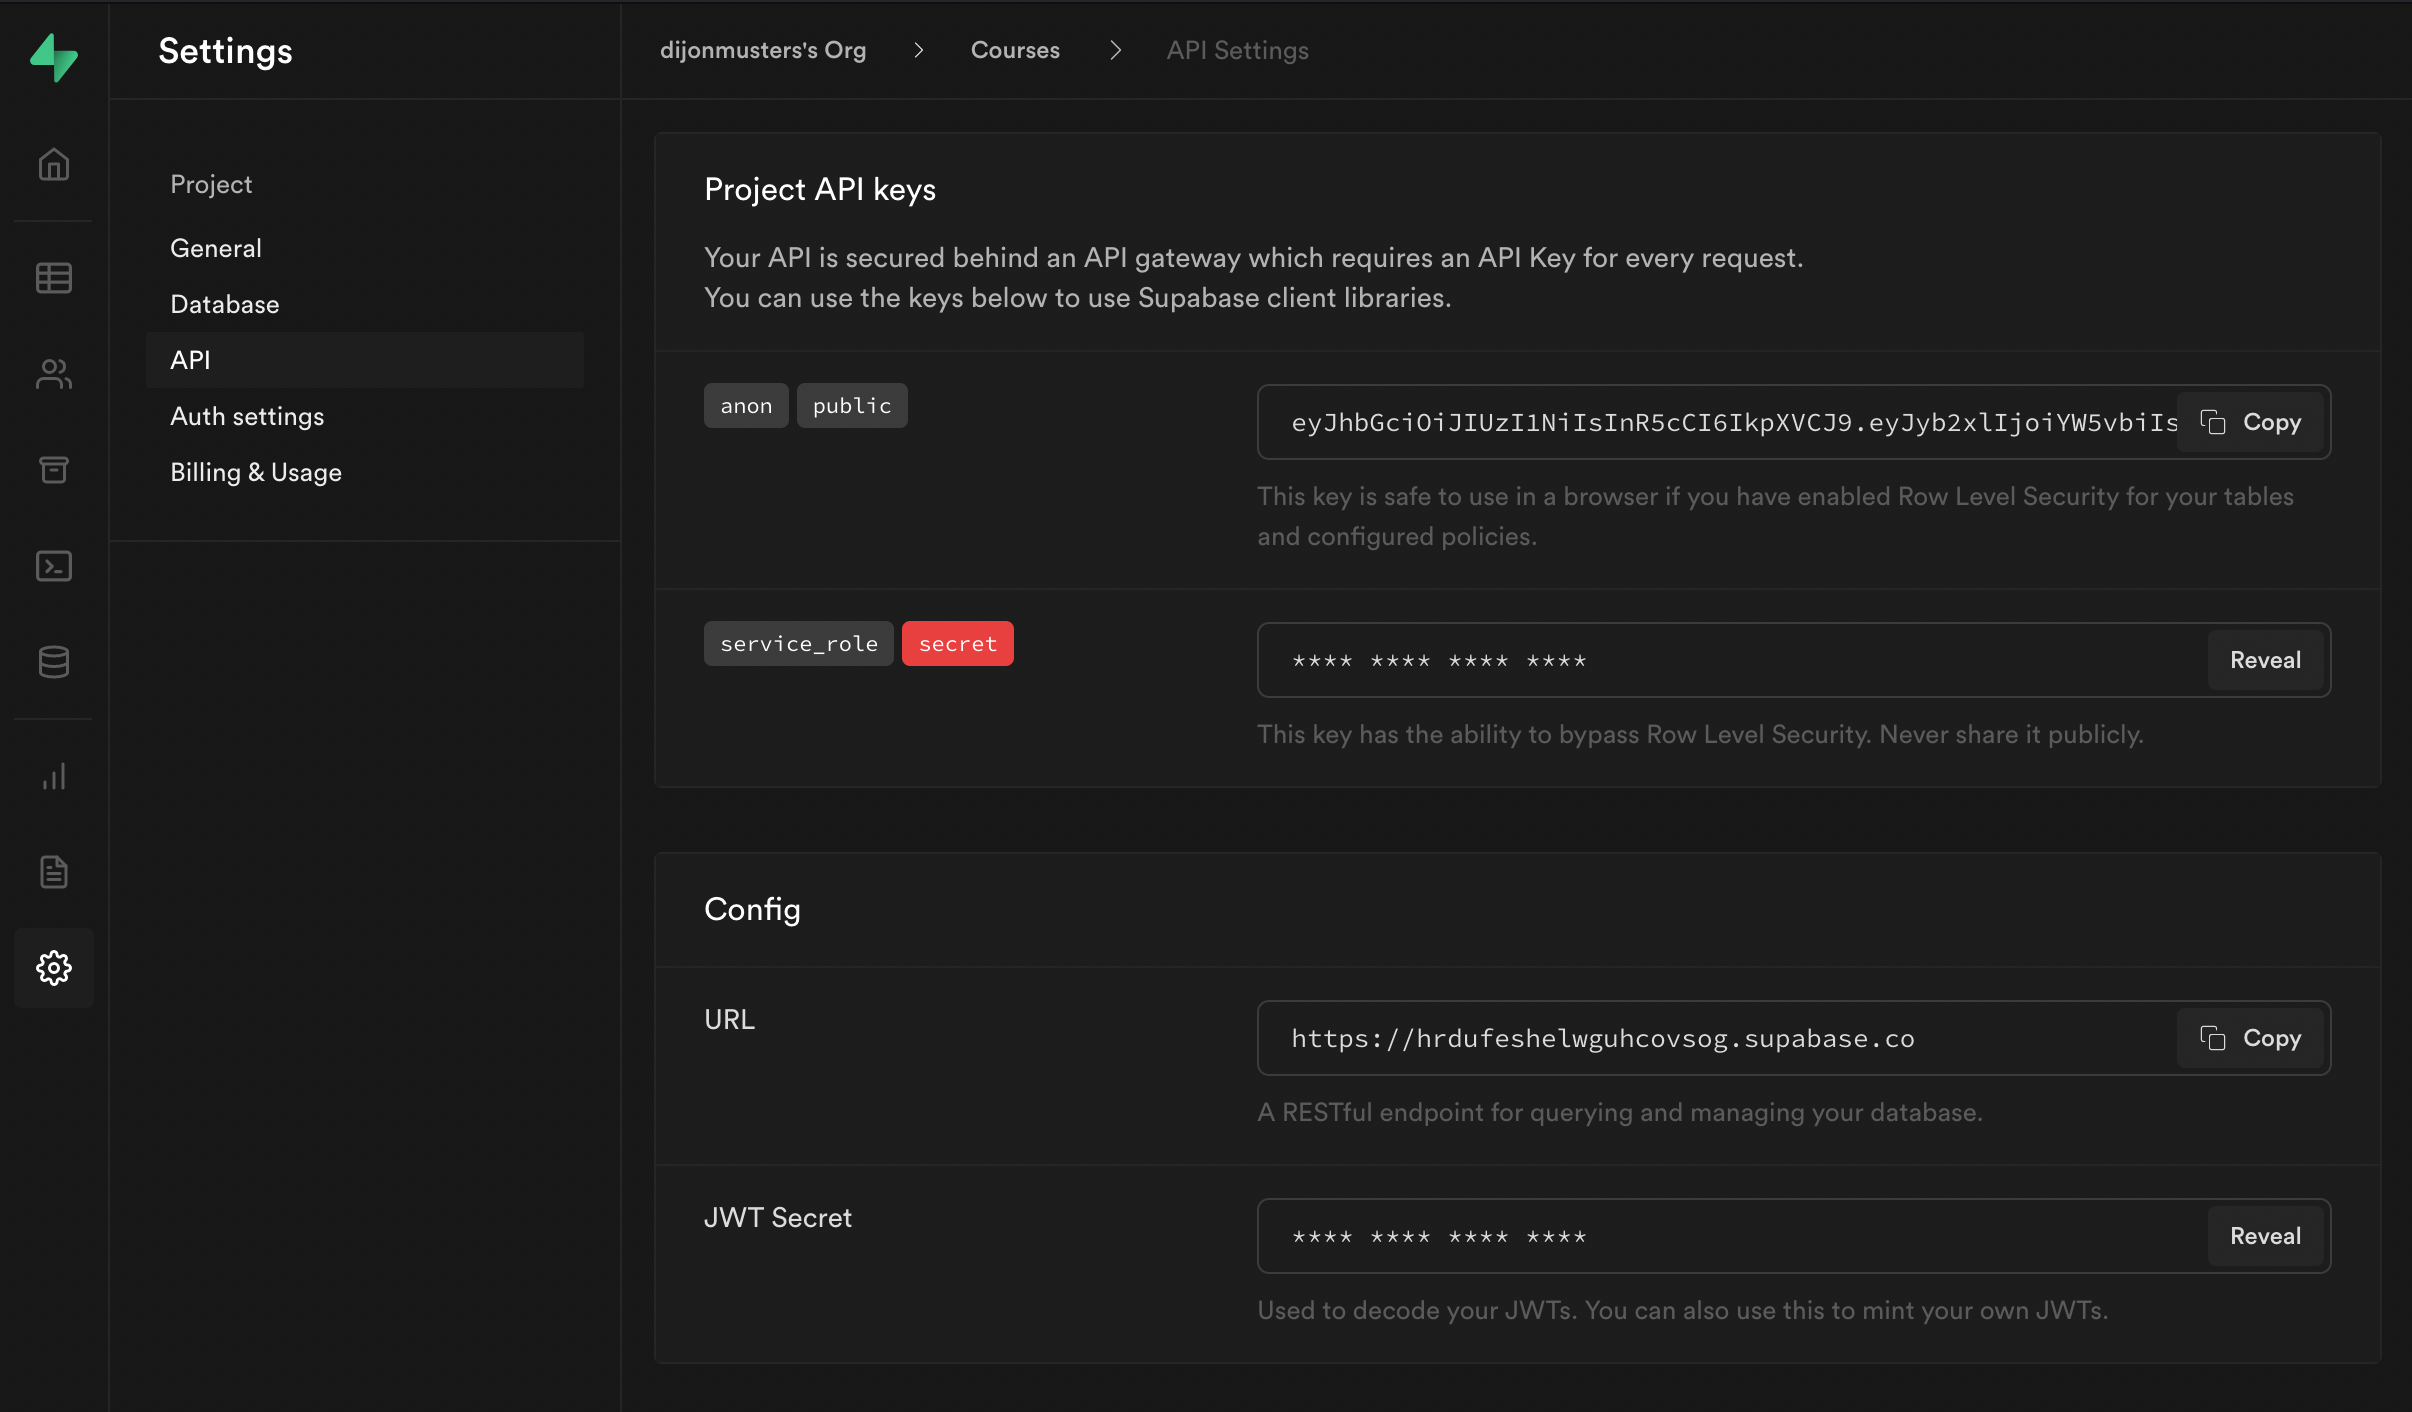 Settings
dijonmusters's Org > Courses > API Settings
Project
General
Database
API
Auth settings
Billing & Usage
Project API keys
Your API is secured behind an API gateway which requires an API Key for every request.
You can use the keys below to use Supabase client libraries.
anon public
eyJhbGciOiJIUzI1NiIsInR5cCI6IkpXVCJ9.eyJyb2xlIjoiYW5vbiIs Copy
This key is safe to use in a browser if you have enabled Row Level Security for your tables
and configured policies.
service_role secret
**** **** **** **** Reveal
This key has the ability to bypass Row Level Security. Never share it publicly.
Config
URL
https://hrdufeshelwguhcovsog.supabase.co Copy
A RESTful endpoint for querying and managing your database.
JWT Secret
**** **** **** **** Reveal
Used to decode your JWTs. You can also use this to mint your own JWTs.